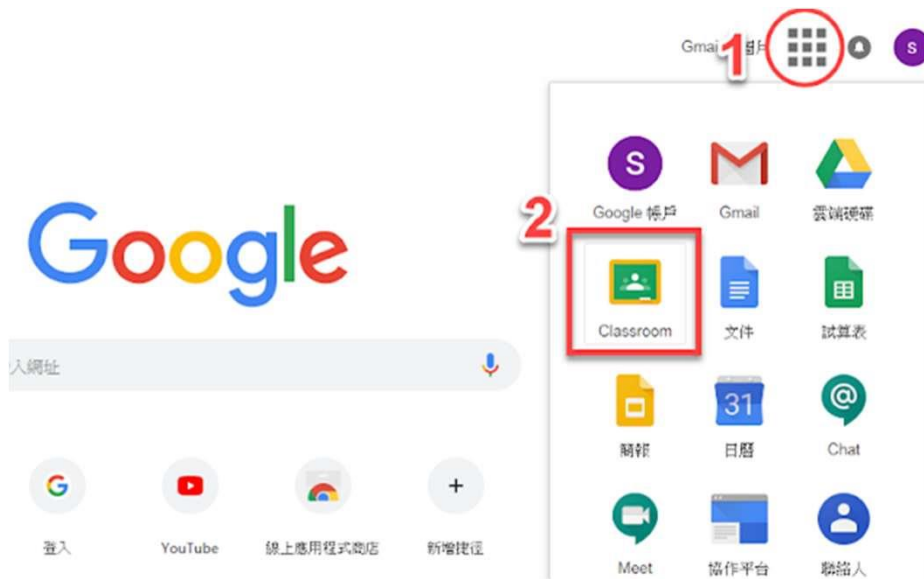 Gmail
1
S
S
Google 帳戶
Gmail
雲端硬碟
2
Google
Classroom
文件
試算表
入網址
31
@
簡報
日曆
Chat
G
登入
YouTube
線上應用程式商店
+
新增捷徑
Meet
協作平台
聯絡人